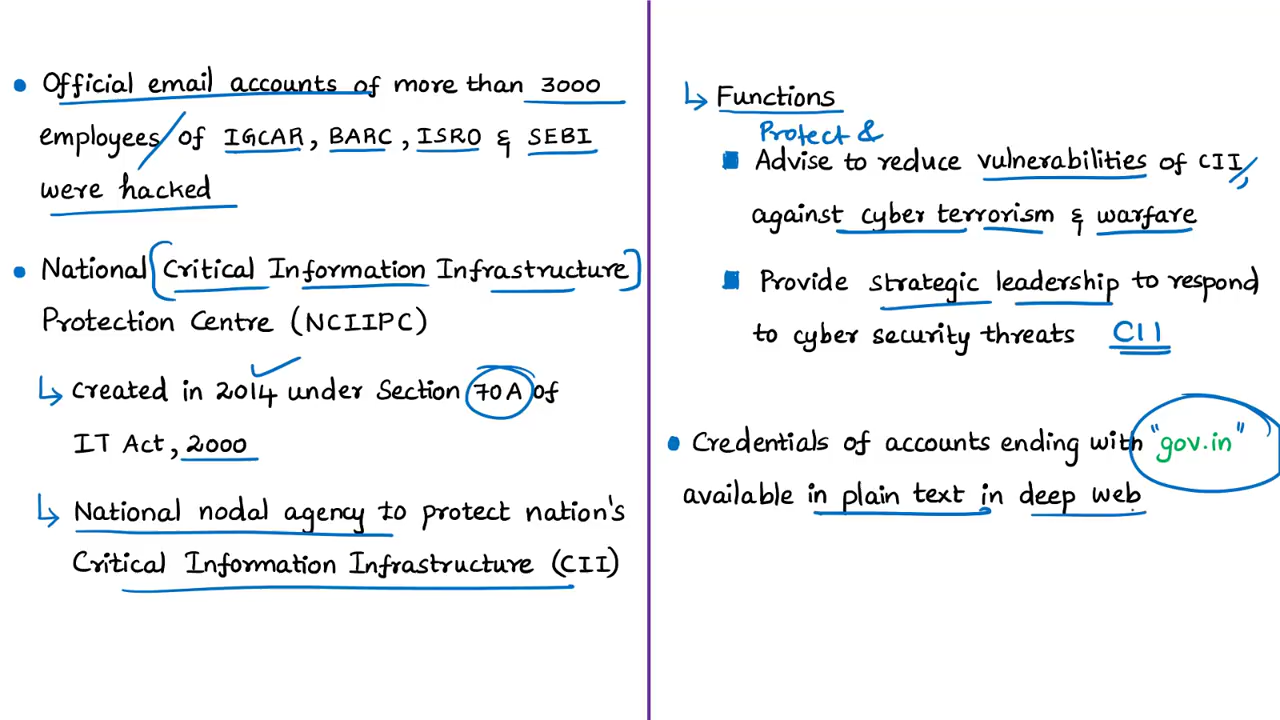 Official email accounts of more than 3000
employees of IGCAR, BARC, ISRO & SEBI
were hacked
National [Critical Information Infrastructure]
Protection Centre (NCIIPC)
Created in 2014 under Section 70A of
IT Act, 2000
National nodal agency to protect nation's
Critical Information Infrastructure (CII)
Functions
Protect &
Advise to reduce vulnerabilities of CII,
against cyber terrorism & warfare
Provide strategic leadership to respond
to cyber security threats CII
Credentials of accounts ending with "gov.in"
available in plain text in deep web